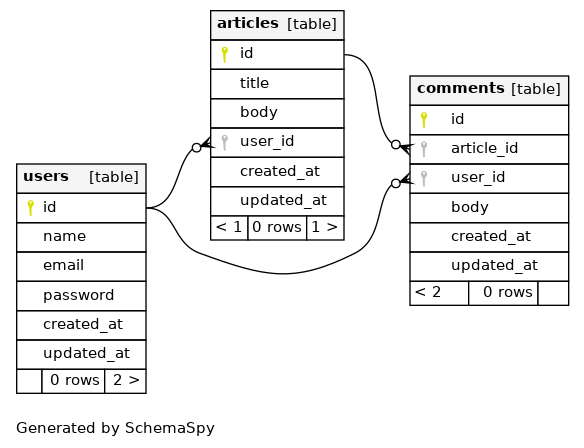 articles [table]
id
title
body
user_id
created_at
updated_at
< 1 0 rows 1 >
comments [table]
id
article_id
user_id
body
created_at
updated_at
< 2 0 rows
users [table]
id
name
email
password
created_at
updated_at
0 rows 2 >
Generated by SchemaSpy